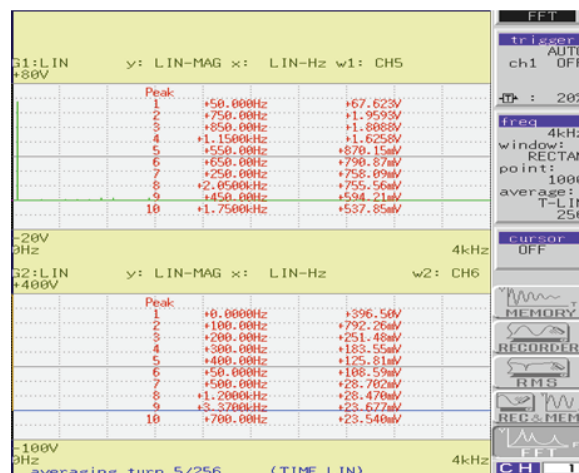 FFT
trigger
AUTO
ch1 OFF
T : 20%
G1:LIN y: LIN-MAG x: LIN-Hz w1: CH5
+80V
Peak
1 +50.000Hz +67.623V
2 +750.00Hz +1.9593V
3 +850.00Hz +1.8088V
4 +1.1500kHz +1.6258V
5 +550.00Hz +870.15mV
6 +650.00Hz +790.87mV
7 +250.00Hz +758.09mV
8 +2.0500kHz +755.56mV
9 +450.00Hz +594.21mV
10 +1.7500kHz +537.85mV
-20V
0Hz 4kHz
freq
4kHz
window:
RECTAN
point:
1000
average:
T-LIN
256
cursor
OFF
G2:LIN y: LIN-MAG x: LIN-Hz w2: CH6
+400V
Peak
1 +0.0000Hz +396.50V
2 +100.00Hz +792.26mV
3 +200.00Hz +251.48mV
4 +300.00Hz +183.55mV
5 +400.00Hz +125.81mV
6 +50.000Hz +108.59mV
7 +500.00Hz +28.702mV
8 +1.2000kHz +28.470mV
9 +3.3700kHz +23.677mV
10 +700.00Hz +23.540mV
-100V
0Hz 4kHz
averaging turn 5/256 (TIME LIN)
MEMORY
RECORDER
RMS
REC&MEM
FFT
CH 1